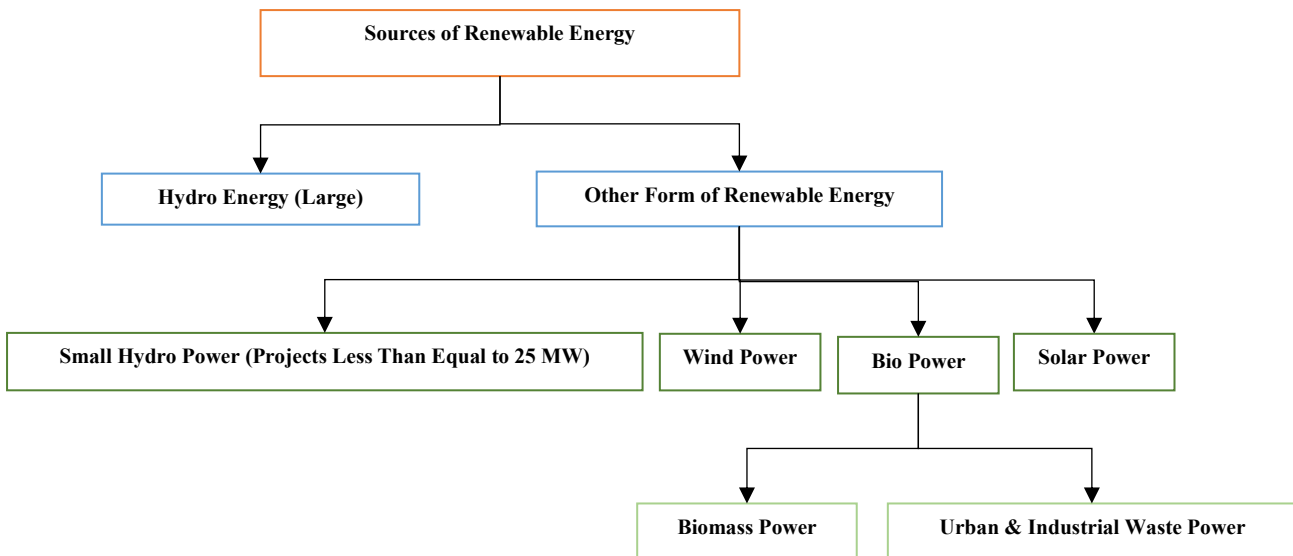 Sources of Renewable Energy
Hydro Energy (Large)
Other Form of Renewable Energy
Small Hydro Power (Projects Less Than Equal to 25 MW)
Wind Power
Bio Power
Solar Power
Biomass Power
Urban & Industrial Waste Power